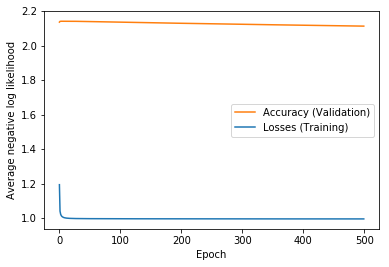 2.2
2.0
1.8
1.6
1.4
1.2
1.0
Average negative log likelihood
Accuracy (Validation)
Losses (Training)
0 100 200 300 400 500
Epoch